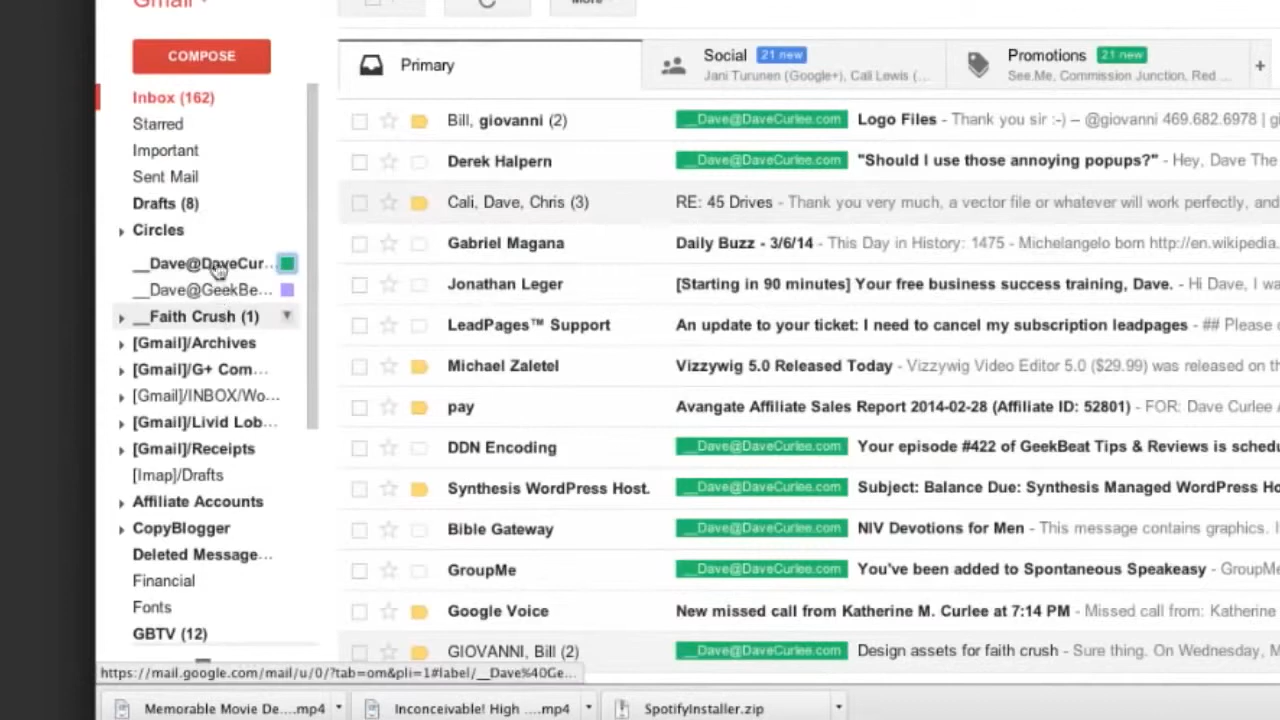 Gmail
More
COMPOSE
Primary
Social 21 new
Jani Turunen (Google+), Cali Lewis (…
Promotions 21 new
See.Me, Commission Junction, Red …
+
Inbox (162)
Starred
Important
Sent Mail
Drafts (8)
Circles
__Dave@DaveCur…
__Dave@GeekBe…
__Faith Crush (1)
[Gmail]/Archives
[Gmail]/G+ Com…
[Gmail]/INBOX/Wo…
[Gmail]/Livid Lob…
[Gmail]/Receipts
[Imap]/Drafts
Affiliate Accounts
CopyBlogger
Deleted Message…
Financial
Fonts
GBTV (12)
Bill, giovanni (2) __Dave@DaveCurlee.com Logo Files - Thank you sir :-) – @giovanni 469.682.6978 | gi
Derek Halpern __Dave@DaveCurlee.com "Should I use those annoying popups?" - Hey, Dave The
Cali, Dave, Chris (3) RE: 45 Drives - Thank you very much, a vector file or whatever will work perfectly, and
Gabriel Magana Daily Buzz - 3/6/14 - This Day in History: 1475 - Michelangelo born http://en.wikipedia.
Jonathan Leger [Starting in 90 minutes] Your free business success training, Dave. - Hi Dave, I wa
LeadPages™ Support An update to your ticket: I need to cancel my subscription leadpages - ## Please
Michael Zaletel Vizzywig 5.0 Released Today - Vizzywig Video Editor 5.0 ($29.99) was released on th
pay Avangate Affiliate Sales Report 2014-02-28 (Affiliate ID: 52801) - FOR: Dave Curlee
DDN Encoding __Dave@DaveCurlee.com Your episode #422 of GeekBeat Tips & Reviews is schedu
Synthesis WordPress Host. __Dave@DaveCurlee.com Subject: Balance Due: Synthesis Managed WordPress Ho
Bible Gateway __Dave@DaveCurlee.com NIV Devotions for Men - This message contains graphics. I
GroupMe __Dave@DaveCurlee.com You've been added to Spontaneous Speakeasy - GroupMe
Google Voice New missed call from Katherine M. Curlee at 7:14 PM - Missed call from: Katherine
GIOVANNI, Bill (2) __Dave@DaveCurlee.com Design assets for faith crush - Sure thing. On Wednesday, M
https://mail.google.com/mail/u/0/?tab=om&pli=1#label/__Dave%40Ge...
Memorable Movie De....mp4
Inconceivable! High ....mp4
SpotifyInstaller.zip